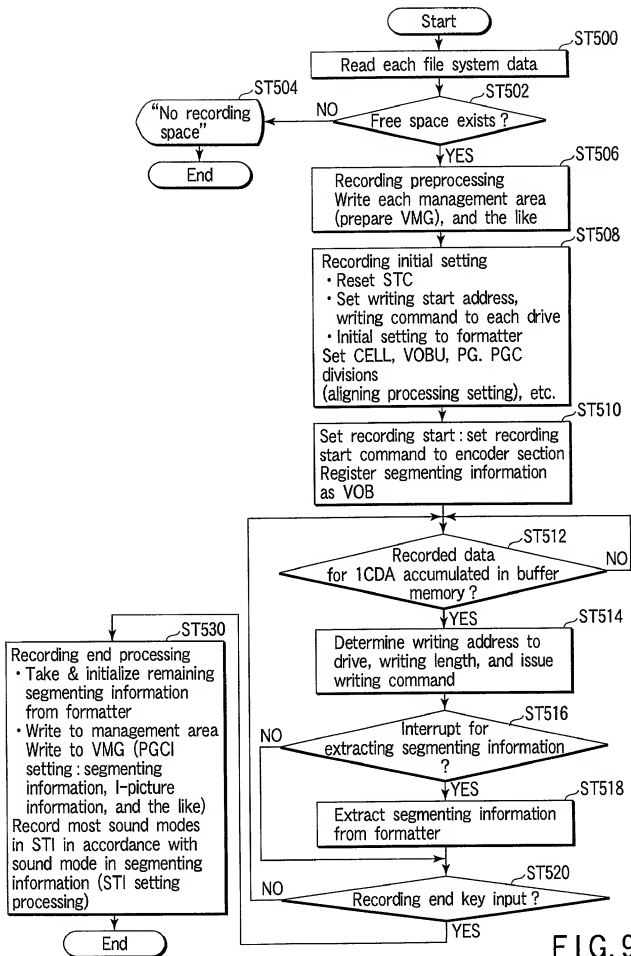 Start
ST500
Read each file system data
ST504
ST502
"No recording
space"
NO
Free space exists?
End
YES
ST506
Recording preprocessing
Write each management area
(prepare VMG), and the like
ST508
Recording initial setting
・Reset STC
・Set writing start address,
writing command to each drive
・Initial setting to formatter
Set CELL, VOBU, PG. PGC
divisions
(aligning processing setting), etc.
ST510
Set recording start : set recording
start command to encoder section
Register segmenting information
as VOB
ST512
Recorded data
for 1CDA accumulated in buffer
memory?
NO
YES
ST514
Determine writing address to
drive, writing length, and issue
writing command
ST516
Interrupt for
extracting segmenting information
?
NO
YES
ST518
Extract segmenting information
from formatter
ST520
NO
Recording end key input?
YES
ST530
Recording end processing
・Take & initialize remaining
segmenting information
from formatter
・Write to management area
Write to VMG (PGCI
setting : segmenting
information, I-picture
information, and the like)
Record most sound modes
in STI in accordance with
sound mode in segmenting
information (STI setting
processing)
End
FIG. 9